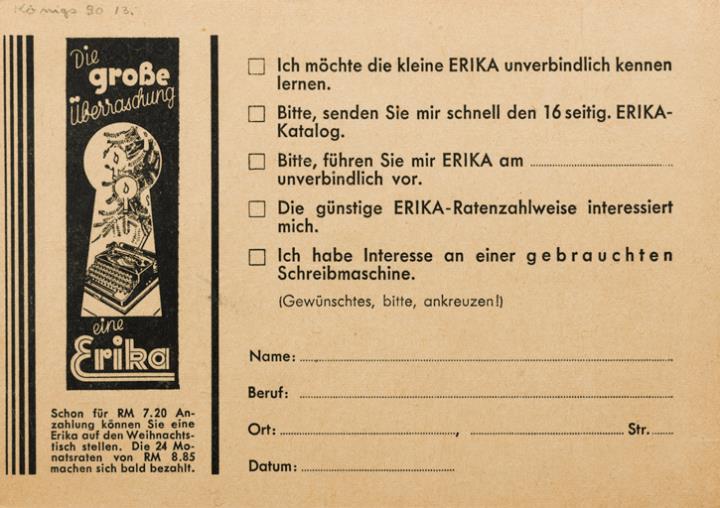 Königs 20 13.
Die
große
Überraschung
eine
Erika
Schon für RM 7.20 An-
zahlung können Sie eine
Erika auf den Weihnachts-
tisch stellen. Die 24 Mo-
natsraten von RM 8.85
machen sich bald bezahlt.
Ich möchte die kleine ERIKA unverbindlich kennen
lernen.
Bitte, senden Sie mir schnell den 16 seitig. ERIKA-
Katalog.
Bitte, führen Sie mir ERIKA am
unverbindlich vor.
Die günstige ERIKA-Ratenzahlweise interessiert
mich.
Ich habe Interesse an einer gebrauchten
Schreibmaschine.
(Gewünschtes, bitte, ankreuzen!)
Name:
Beruf:
Ort: , Str.
Datum: